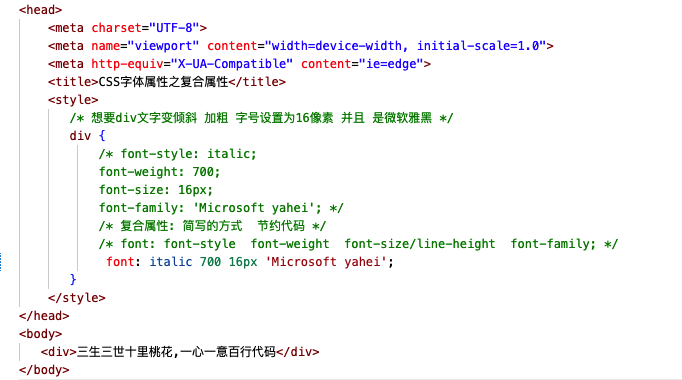 <head>
<meta charset="UTF-8">
<meta name="viewport" content="width=device-width, initial-scale=1.0">
<meta http-equiv="X-UA-Compatible" content="ie=edge">
<title>CSS字体属性之复合属性</title>
<style>
/* 想要div文字变倾斜 加粗 字号设置为16像素 并且 是微软雅黑 */
div {
/* font-style: italic;
font-weight: 700;
font-size: 16px;
font-family: 'Microsoft yahei'; */
/* 复合属性: 简写的方式  节约代码 */
/* font: font-style  font-weight  font-size/line-height  font-family; */
font: italic 700 16px 'Microsoft yahei';
}
</style>
</head>
<body>
<div>三生三世十里桃花,一心一意百行代码</div>
</body>